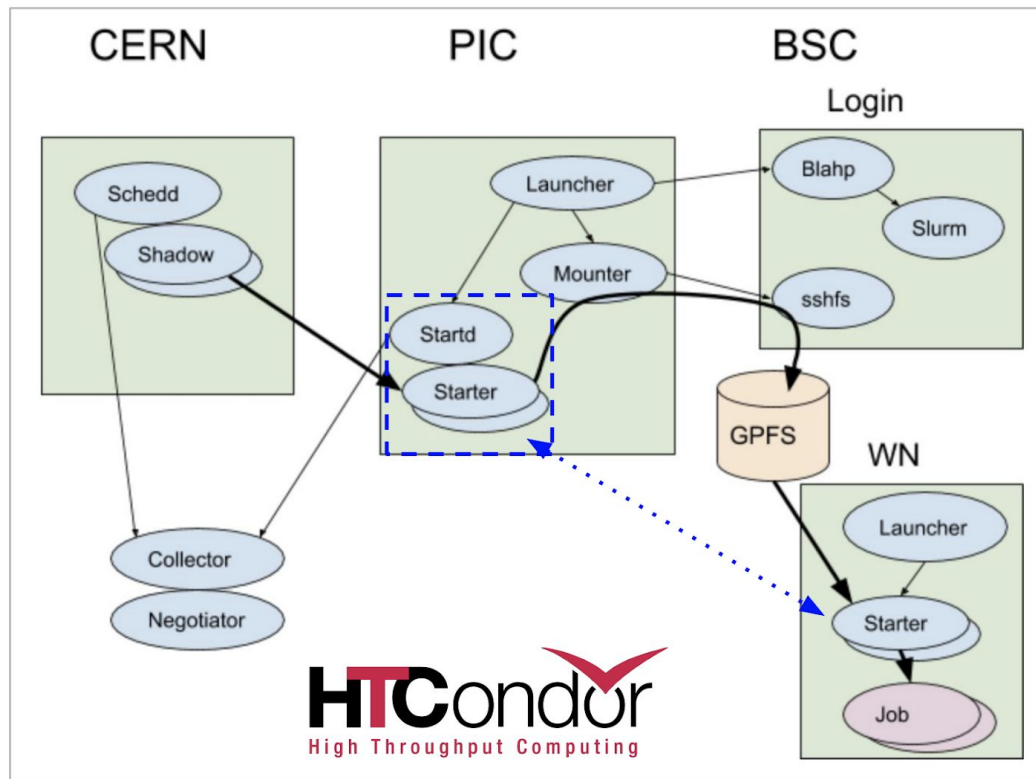 CERN
PIC
BSC
Login
Schedd
Shadow
Launcher
Mounter
Startd
Starter
Blahp
Slurm
sshfs
GPFS
WN
Launcher
Starter
Job
Collector
Negotiator
HTCondor
High Throughput Computing